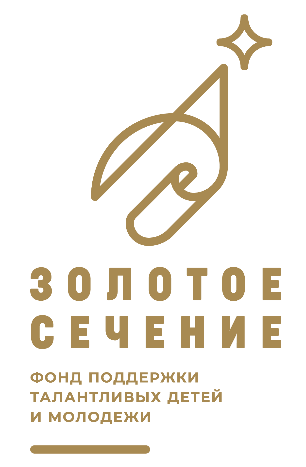 ЗОЛОТОЕ
СЕЧЕНИЕ
ФОНД ПОДДЕРЖКИ
ТАЛАНТЛИВЫХ ДЕТЕЙ
И МОЛОДЕЖИ